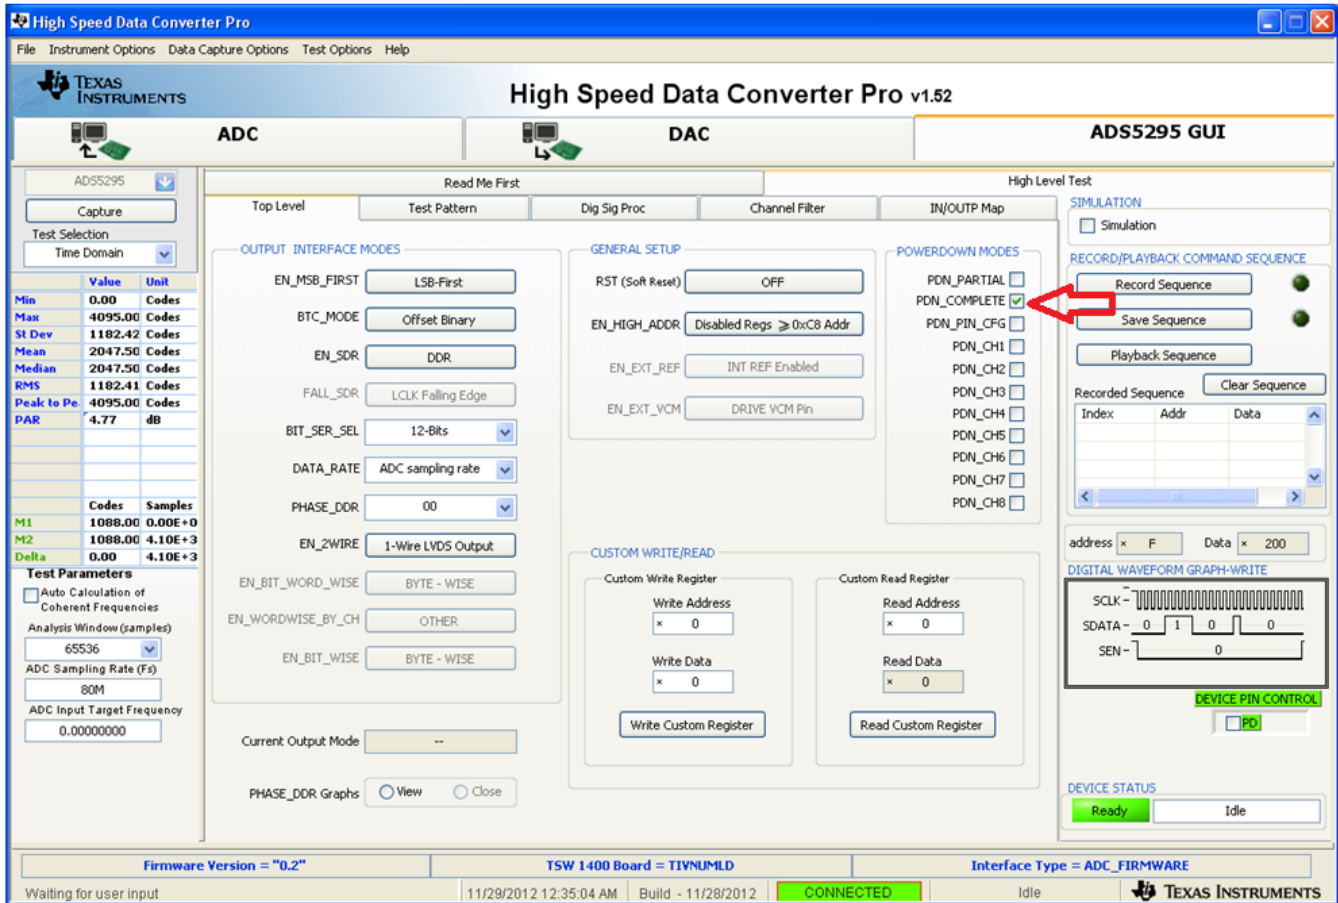 High Speed Data Converter Pro
File Instrument Options Data Capture Options Test Options Help
TEXAS INSTRUMENTS
High Speed Data Converter Pro v1.52
ADC
DAC
ADS5295 GUI
ADS5295
Capture
Test Selection
Time Domain
Value Unit
Min 0.00 Codes
Max 4095.00 Codes
St Dev 1182.42 Codes
Mean 2047.50 Codes
Median 2047.50 Codes
RMS 1182.41 Codes
Peak to Pe 4095.00 Codes
PAR 4.77 dB
Codes Samples
M1 1088.00 0.00E+0
M2 1088.00 4.10E+3
Delta 0.00 4.10E+3
Test Parameters
Auto Calculation of
Coherent Frequencies
Analysis Window (samples)
65536
ADC Sampling Rate (Fs)
80M
ADC Input Target Frequency
0.00000000
Read Me First
High Level Test
Top Level
Test Pattern
Dig Sig Proc
Channel Filter
IN/OUTP Map
OUTPUT INTERFACE MODES
EN_MSB_FIRST LSB-First
BTC_MODE Offset Binary
EN_SDR DDR
FALL_SDR LCLK Falling Edge
BIT_SER_SEL 12-Bits
DATA_RATE ADC sampling rate
PHASE_DDR 00
EN_2WIRE 1-Wire LVDS Output
EN_BIT_WORD_WISE BYTE - WISE
EN_WORDWISE_BY_CH OTHER
EN_BIT_WISE BYTE - WISE
Current Output Mode --
PHASE_DDR Graphs View Close
GENERAL SETUP
RST (Soft Reset) OFF
EN_HIGH_ADDR Disabled Regs ⩾ 0xC8 Addr
EN_EXT_REF INT REF Enabled
EN_EXT_VCM DRIVE VCM Pin
POWERDOWN MODES
PDN_PARTIAL
PDN_COMPLETE
PDN_PIN_CFG
PDN_CH1
PDN_CH2
PDN_CH3
PDN_CH4
PDN_CH5
PDN_CH6
PDN_CH7
PDN_CH8
CUSTOM WRITE/READ
Custom Write Register
Write Address
× 0
Write Data
× 0
Write Custom Register
Custom Read Register
Read Address
× 0
Read Data
× 0
Read Custom Register
SIMULATION
Simulation
RECORD/PLAYBACK COMMAND SEQUENCE
Record Sequence
Save Sequence
Playback Sequence
Recorded Sequence Clear Sequence
Index Addr Data
address × F Data × 200
DIGITAL WAVEFORM GRAPH-WRITE
SCLK
SDATA 0 1 0 0
SEN 0
DEVICE PIN CONTROL
PD
DEVICE STATUS
Ready Idle
Firmware Version = "0.2"
TSW 1400 Board = TIVNUMLD
Interface Type = ADC_FIRMWARE
Waiting for user input
11/29/2012 12:35:04 AM
Build - 11/28/2012
CONNECTED
Idle
TEXAS INSTRUMENTS